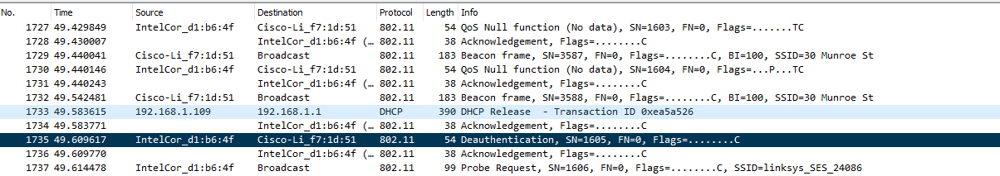 No. Time Source Destination Protocol Length Info
1727 49.429849 IntelCor_d1:b6:4f Cisco-Li_f7:1d:51 802.11 54 QoS Null function (No data), SN=1603, FN=0, Flags=.......TC
1728 49.430007 IntelCor_d1:b6:4f (… 802.11 38 Acknowledgement, Flags=........C
1729 49.440041 Cisco-Li_f7:1d:51 Broadcast 802.11 183 Beacon frame, SN=3587, FN=0, Flags=........C, BI=100, SSID=30 Munroe St
1730 49.440146 IntelCor_d1:b6:4f Cisco-Li_f7:1d:51 802.11 54 QoS Null function (No data), SN=1604, FN=0, Flags=...P...TC
1731 49.440243 IntelCor_d1:b6:4f (… 802.11 38 Acknowledgement, Flags=........C
1732 49.542481 Cisco-Li_f7:1d:51 Broadcast 802.11 183 Beacon frame, SN=3588, FN=0, Flags=........C, BI=100, SSID=30 Munroe St
1733 49.583615 192.168.1.109 192.168.1.1 DHCP 390 DHCP Release - Transaction ID 0xea5a526
1734 49.583771 IntelCor_d1:b6:4f (… 802.11 38 Acknowledgement, Flags=........C
1735 49.609617 IntelCor_d1:b6:4f Cisco-Li_f7:1d:51 802.11 54 Deauthentication, SN=1605, FN=0, Flags=........C
1736 49.609770 IntelCor_d1:b6:4f (… 802.11 38 Acknowledgement, Flags=........C
1737 49.614478 IntelCor_d1:b6:4f Broadcast 802.11 99 Probe Request, SN=1606, FN=0, Flags=........C, SSID=linksys_SES_24086